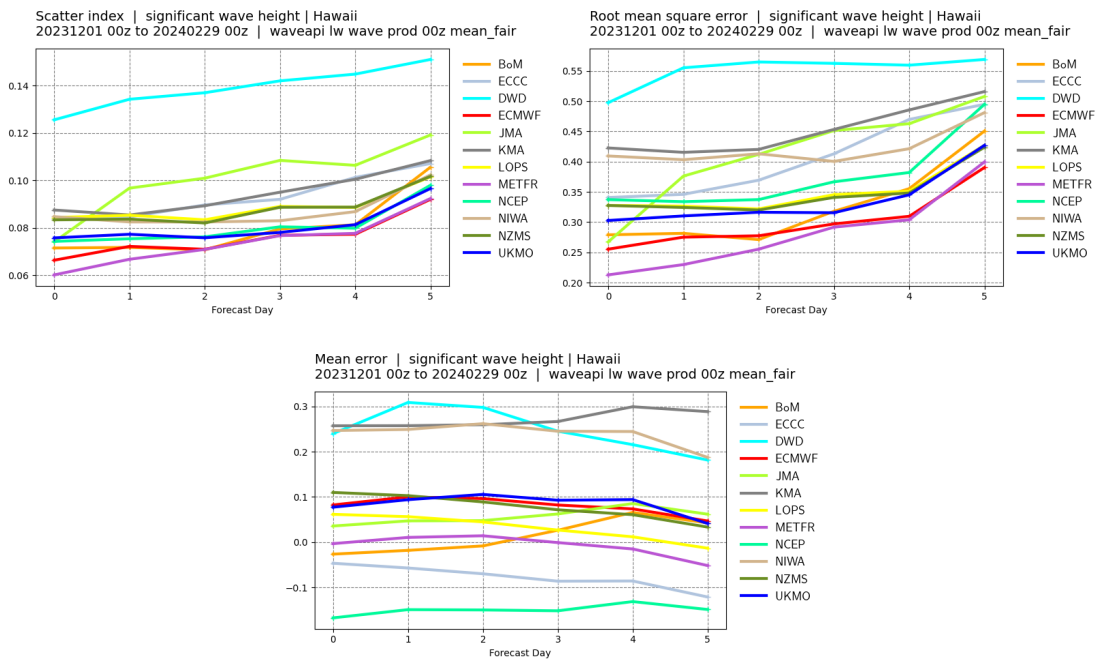 Scatter index | significant wave height | Hawaii
20231201 00z to 20240229 00z | waveapi lw wave prod 00z mean_fair
0.14
0.12
0.10
0.08
0.06
0 1 2 3 4 5
Forecast Day
BoM
ECCC
DWD
ECMWF
JMA
KMA
LOPS
METFR
NCEP
NIWA
NZMS
UKMO
Root mean square error | significant wave height | Hawaii
20231201 00z to 20240229 00z | waveapi lw wave prod 00z mean_fair
0.55
0.50
0.45
0.40
0.35
0.30
0.25
0.20
0 1 2 3 4 5
Forecast Day
BoM
ECCC
DWD
ECMWF
JMA
KMA
LOPS
METFR
NCEP
NIWA
NZMS
UKMO
Mean error | significant wave height | Hawaii
20231201 00z to 20240229 00z | waveapi lw wave prod 00z mean_fair
0.3
0.2
0.1
0.0
−0.1
0 1 2 3 4 5
Forecast Day
BoM
ECCC
DWD
ECMWF
JMA
KMA
LOPS
METFR
NCEP
NIWA
NZMS
UKMO